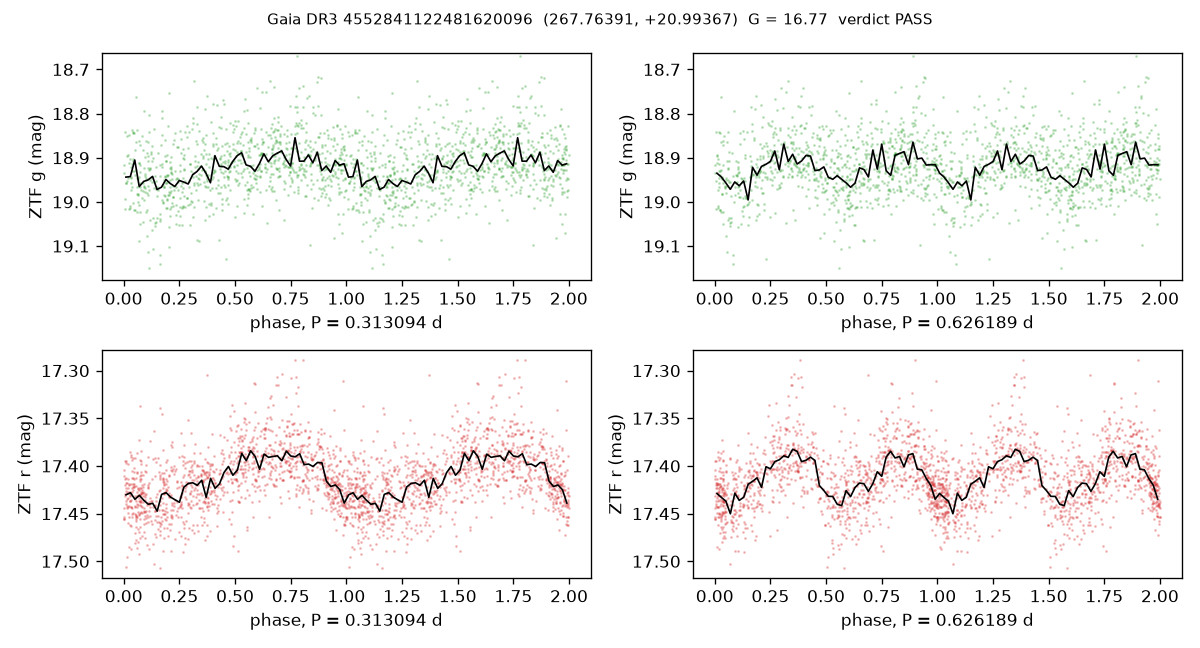 Gaia DR3 4552841122481620096 (267.76391, +20.99367) G = 16.77 verdict PASS
ZTF g (mag)
18.7
18.8
18.9
19.0
19.1
0.00 0.25 0.50 0.75 1.00 1.25 1.50 1.75 2.00
phase, P = 0.313094 d
ZTF g (mag)
18.7
18.8
18.9
19.0
19.1
0.00 0.25 0.50 0.75 1.00 1.25 1.50 1.75 2.00
phase, P = 0.626189 d
ZTF r (mag)
17.30
17.35
17.40
17.45
17.50
0.00 0.25 0.50 0.75 1.00 1.25 1.50 1.75 2.00
phase, P = 0.313094 d
ZTF r (mag)
17.30
17.35
17.40
17.45
17.50
0.00 0.25 0.50 0.75 1.00 1.25 1.50 1.75 2.00
phase, P = 0.626189 d